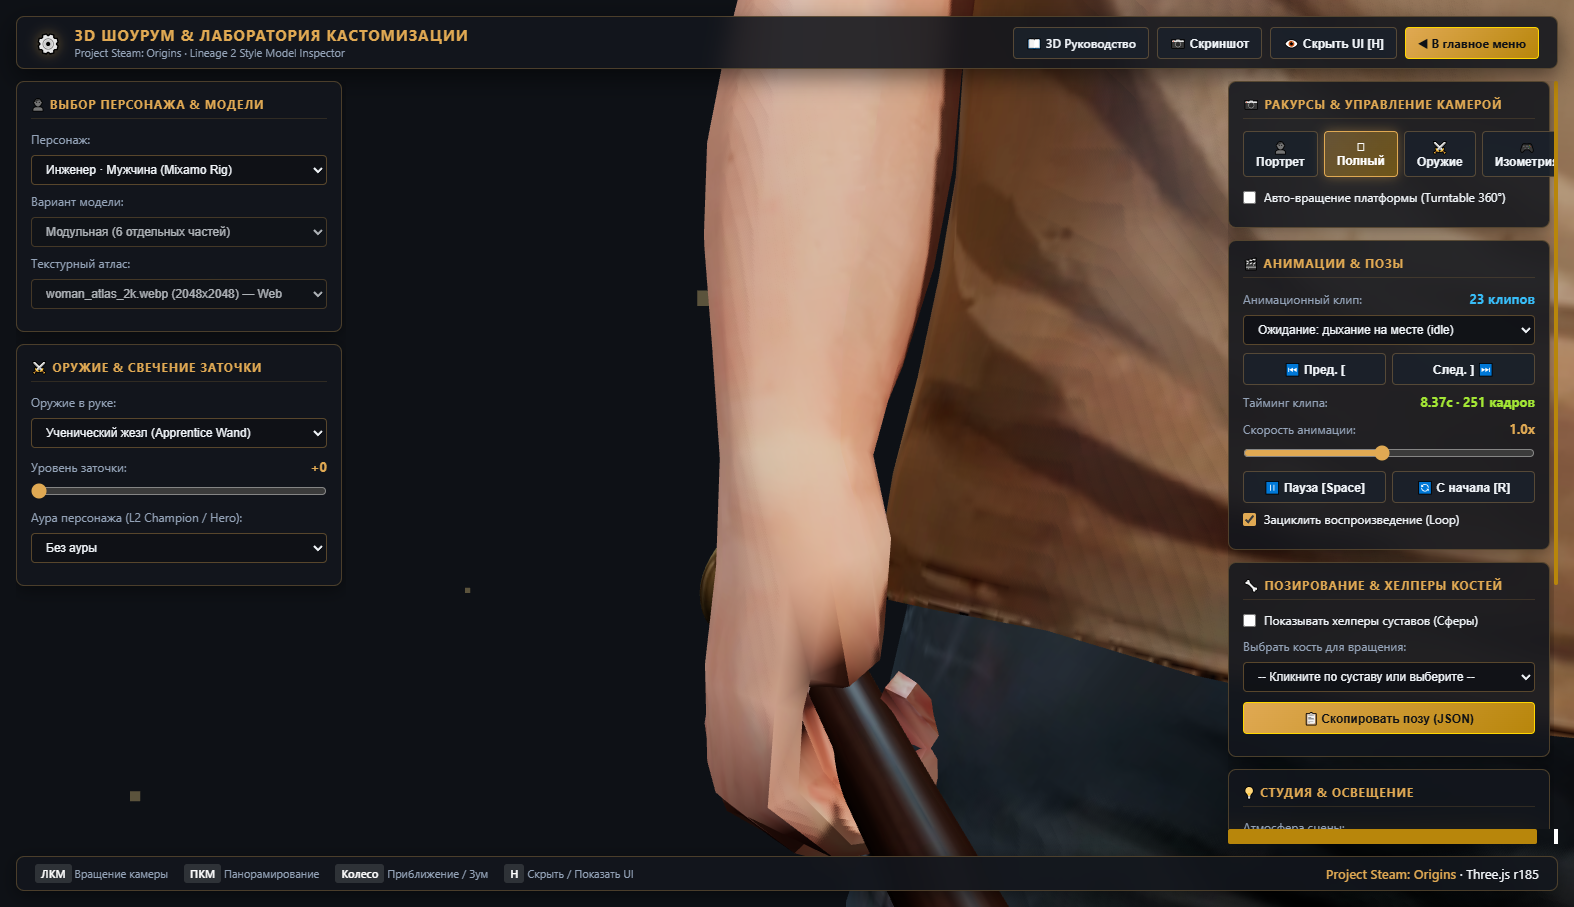 3D ШОУРУМ & ЛАБОРАТОРИЯ КАСТОМИЗАЦИИ
Project Steam: Origins · Lineage 2 Style Model Inspector
3D Руководство
Скриншот
Скрыть UI [H]
◀ В главное меню
ВЫБОР ПЕРСОНАЖА & МОДЕЛИ
Персонаж:
Инженер · Мужчина (Mixamo Rig)
Вариант модели:
Модульная (6 отдельных частей)
Текстурный атлас:
woman_atlas_2k.webp (2048x2048) — Web
ОРУЖИЕ & СВЕЧЕНИЕ ЗАТОЧКИ
Оружие в руке:
Ученический жезл (Apprentice Wand)
Уровень заточки: +0
Аура персонажа (L2 Champion / Hero):
Без ауры
РАКУРСЫ & УПРАВЛЕНИЕ КАМЕРОЙ
Портрет
Полный
Оружие
Изометрия
Авто-вращение платформы (Turntable 360°)
АНИМАЦИИ & ПОЗЫ
Анимационный клип: 23 клипов
Ожидание: дыхание на месте (idle)
Пред. [
След. ]
Тайминг клипа: 8.37с · 251 кадров
Скорость анимации: 1.0x
Пауза [Space]
С начала [R]
Зациклить воспроизведение (Loop)
ПОЗИРОВАНИЕ & ХЕЛПЕРЫ КОСТЕЙ
Показывать хелперы суставов (Сферы)
Выбрать кость для вращения:
-- Кликните по суставу или выберите --
Скопировать позу (JSON)
СТУДИЯ & ОСВЕЩЕНИЕ
Атмосфера сцены:
ЛКМ Вращение камеры
ПКМ Панорамирование
Колесо Приближение / Зум
H Скрыть / Показать UI
Project Steam: Origins · Three.js r185